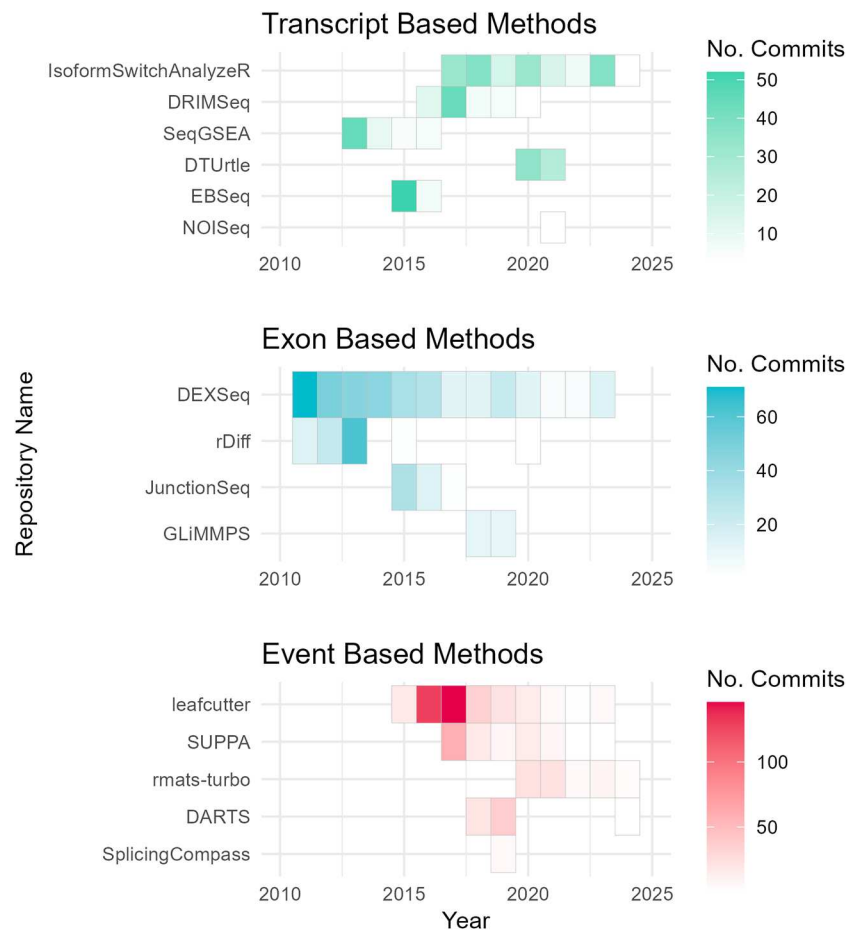 Transcript Based Methods
No. Commits
IsoformSwitchAnalyzeR
DRIMSeq
SeqGSEA
DTUrtle
EBSeq
NOISeq
50
40
30
20
10
2010 2015 2020 2025
Exon Based Methods
No. Commits
Repository Name
DEXSeq
rDiff
JunctionSeq
GLiMMPS
60
40
20
2010 2015 2020 2025
Event Based Methods
No. Commits
leafcutter
SUPPA
rmats-turbo
DARTS
SplicingCompass
100
50
2010 2015 2020 2025
Year